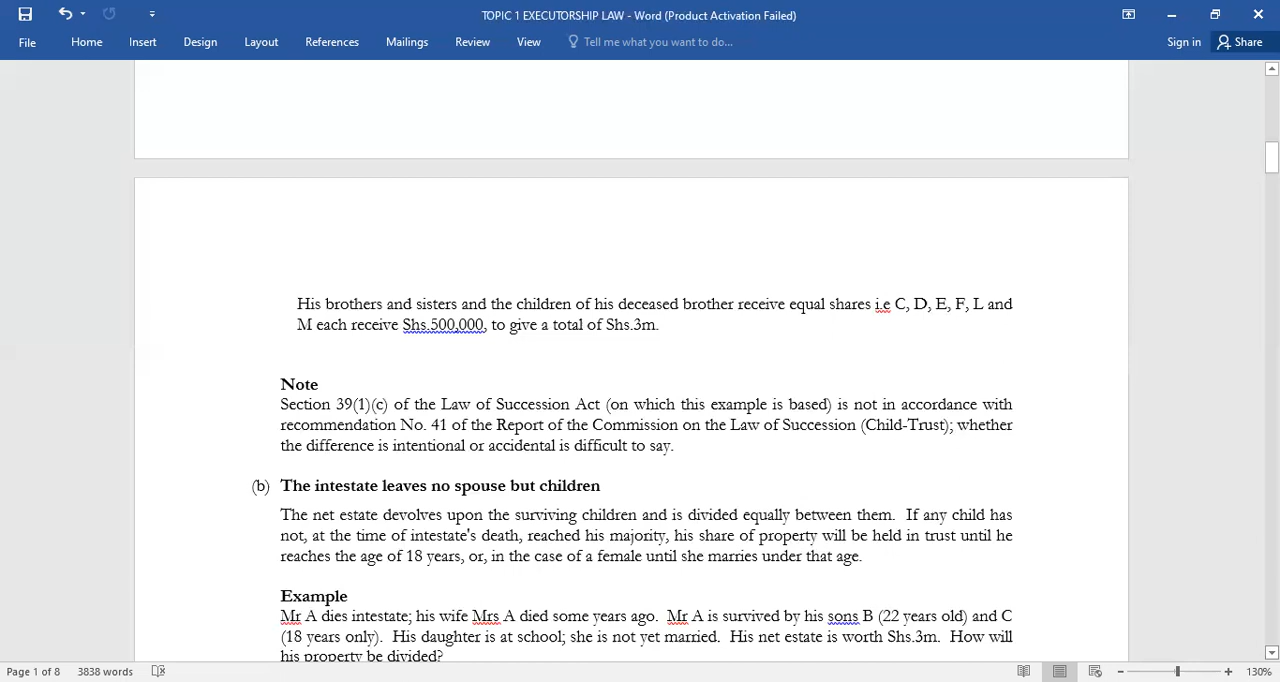 TOPIC 1 EXECUTORSHIP LAW - Word (Product Activation Failed)
File Home Insert Design Layout References Mailings Review View Tell me what you want to do... Sign in Share
His brothers and sisters and the children of his deceased brother receive equal shares i.e C, D, E, F, L and
M each receive Shs.500,000, to give a total of Shs.3m.
Note
Section 39(1)(c) of the Law of Succession Act (on which this example is based) is not in accordance with
recommendation No. 41 of the Report of the Commission on the Law of Succession (Child-Trust); whether
the difference is intentional or accidental is difficult to say.
(b) The intestate leaves no spouse but children
The net estate devolves upon the surviving children and is divided equally between them. If any child has
not, at the time of intestate's death, reached his majority, his share of property will be held in trust until he
reaches the age of 18 years, or, in the case of a female until she marries under that age.
Example
Mr A dies intestate; his wife Mrs A died some years ago. Mr A is survived by his sons B (22 years old) and C
(18 years only). His daughter is at school; she is not yet married. His net estate is worth Shs.3m. How will
his property be divided?
Page 1 of 8 3838 words 130%